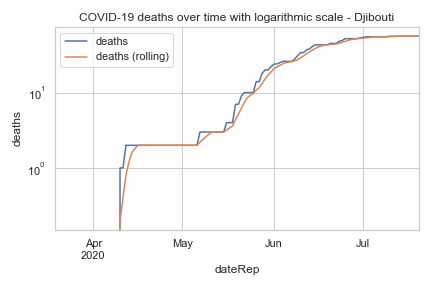 COVID-19 deaths over time with logarithmic scale - Djibouti
deaths
deaths (rolling)
10¹
10⁰
deaths
Apr
2020
May
Jun
Jul
dateRep